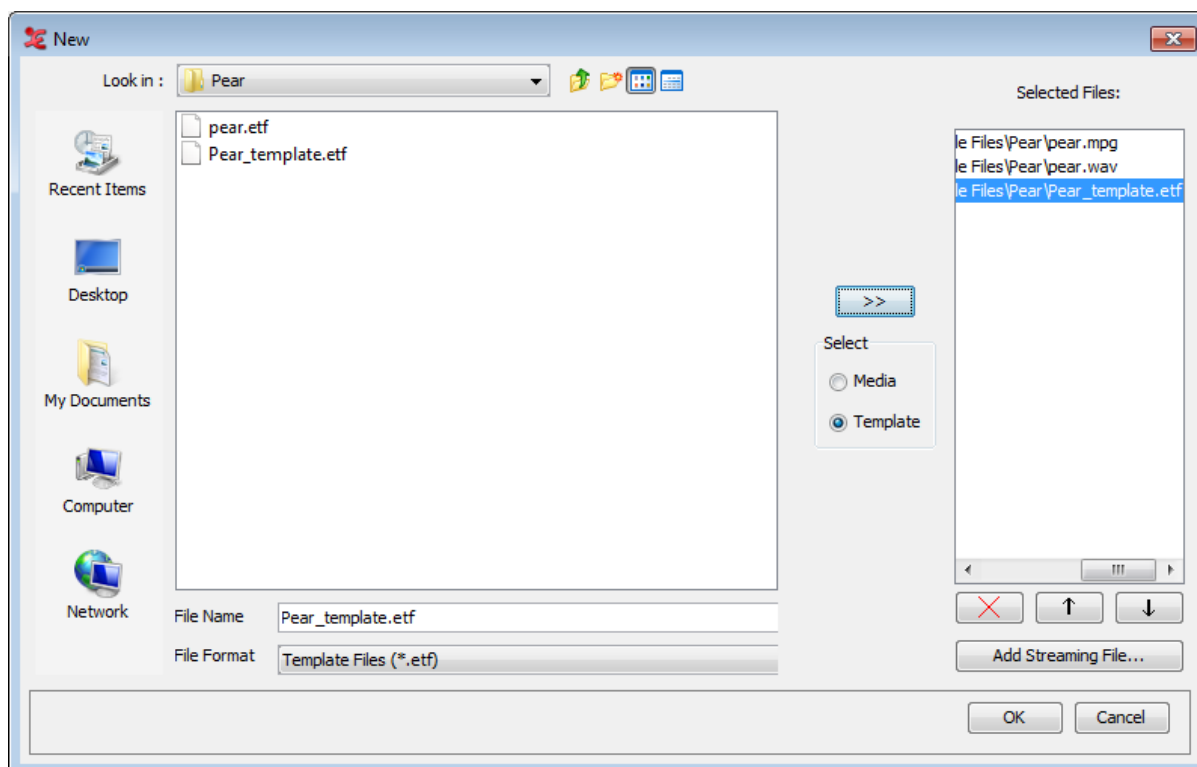 New
Look in :
Pear
Selected Files:
pear.etf
Pear_template.etf
le Files\Pear\pear.mpg
le Files\Pear\pear.wav
le Files\Pear\Pear_template.etf
Recent Items
Desktop
My Documents
Computer
Network
>>
Select
Media
Template
File Name
Pear_template.etf
File Format
Template Files (*.etf)
Add Streaming File...
OK
Cancel